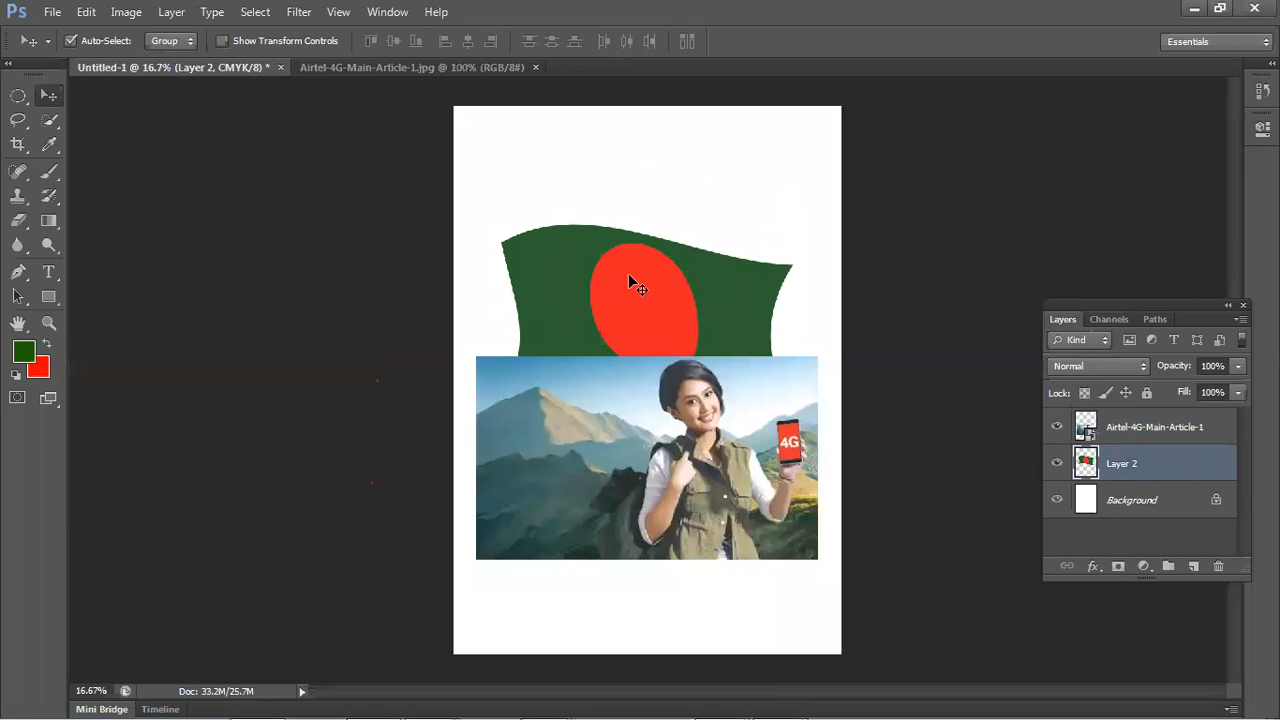 Ps File Edit Image Layer Type Select Filter View Window Help
Auto-Select: Group Show Transform Controls Essentials
Untitled-1 @ 16.7% (Layer 2, CMYK/8) * × Airtel-4G-Main-Article-1.jpg @ 100% (RGB/8#) ×
4G
Layers Channels Paths
Kind
Normal Opacity: 100%
Lock: Fill: 100%
Airtel-4G-Main-Article-1
Layer 2
Background
fx
16.67% Doc: 33.2M/25.7M
Mini Bridge Timeline